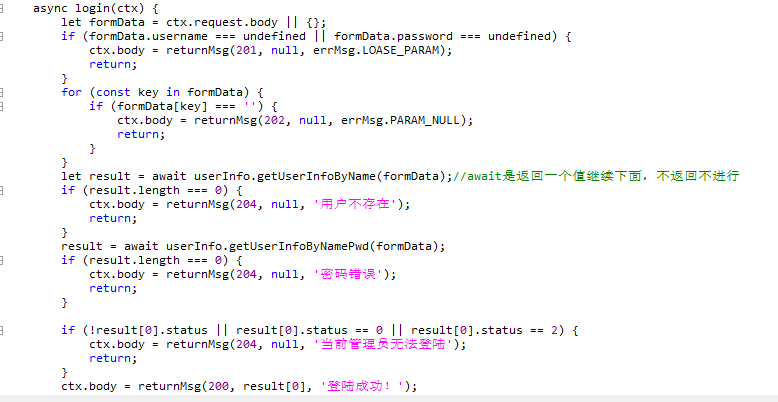 async login(ctx) {
let formData = ctx.request.body || {};
if (formData.username === undefined || formData.password === undefined) {
ctx.body = returnMsg(201, null, errMsg.LOASE_PARAM);
return;
}
for (const key in formData) {
if (formData[key] === '') {
ctx.body = returnMsg(202, null, errMsg.PARAM_NULL);
return;
}
}
let result = await userInfo.getUserInfoByName(formData);//await是返回一个值继续下面，不返回不进行
if (result.length === 0) {
ctx.body = returnMsg(204, null, '用户不存在');
return;
}
result = await userInfo.getUserInfoByNamePwd(formData);
if (result.length === 0) {
ctx.body = returnMsg(204, null, '密码错误');
return;
}
if (!result[0].status || result[0].status == 0 || result[0].status == 2) {
ctx.body = returnMsg(204, null, '当前管理员无法登陆');
return;
}
ctx.body = returnMsg(200, result[0], '登陆成功！');